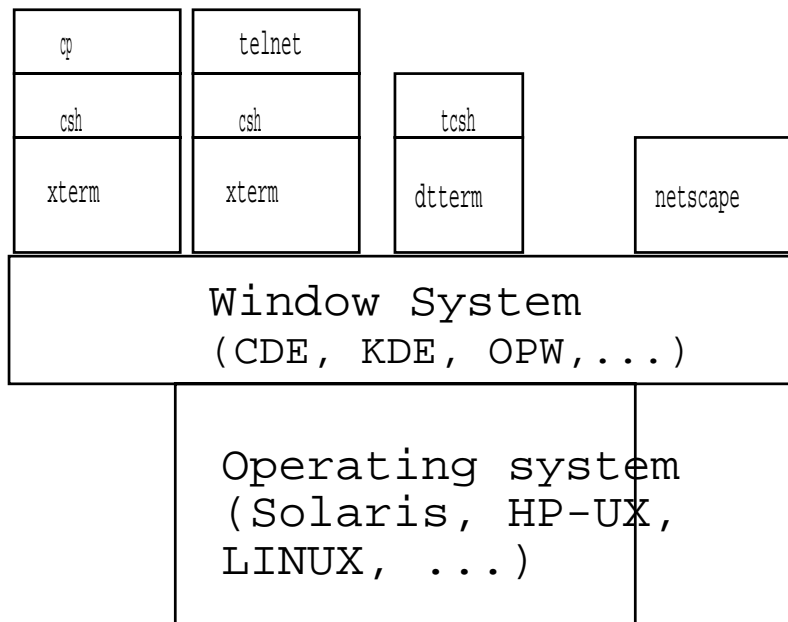 cp
telnet
csh
csh
tcsh
xterm
xterm
dtterm
netscape
Window System
(CDE, KDE, OPW,...)
Operating system
(Solaris, HP-UX,
LINUX, ...)